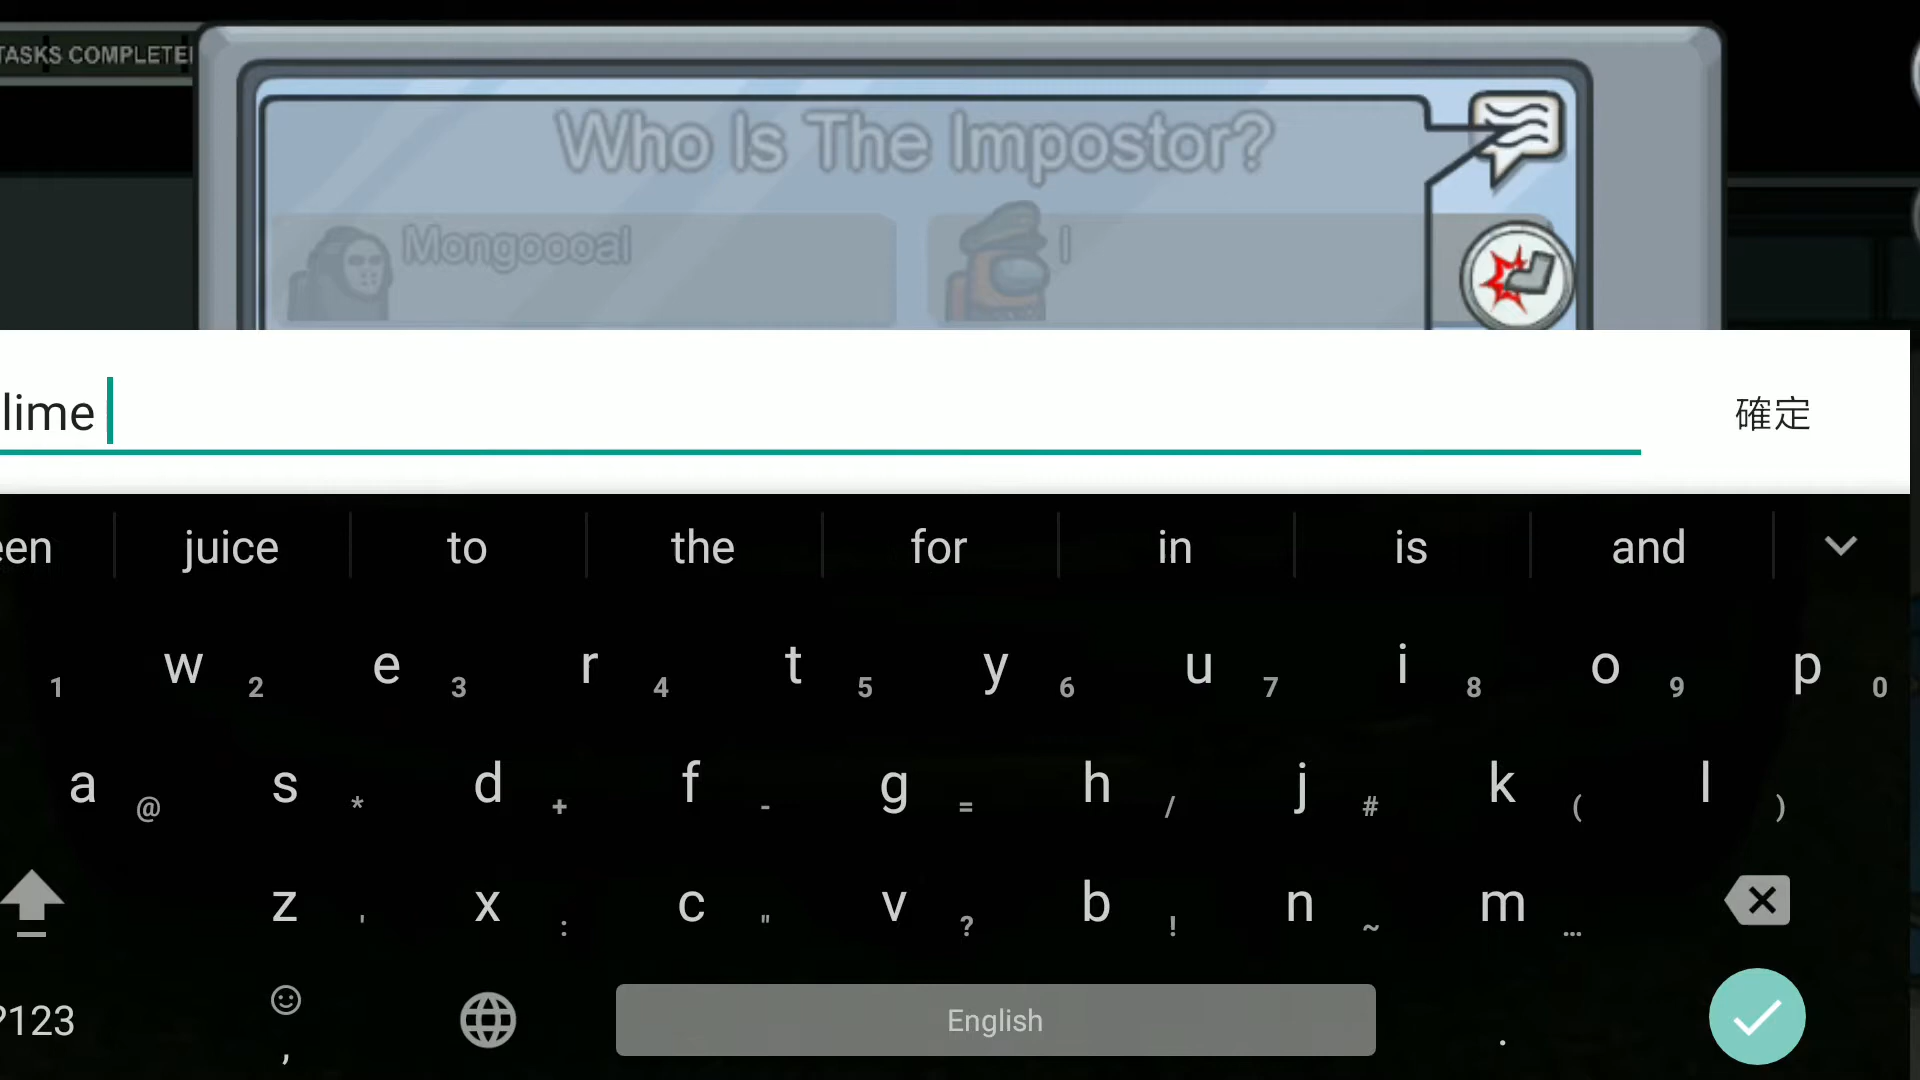 TASKS COMPLETE
Who Is The Impostor?
Mongoooal
I
lime
確定
een juice to the for in is and
1 w 2 e 3 r 4 t 5 y 6 u 7 i 8 o 9 p 0
a @ s * d + f - g = h / j # k ( l )
z ' x : c " v ? b ! n ~ m …
?123 , English .